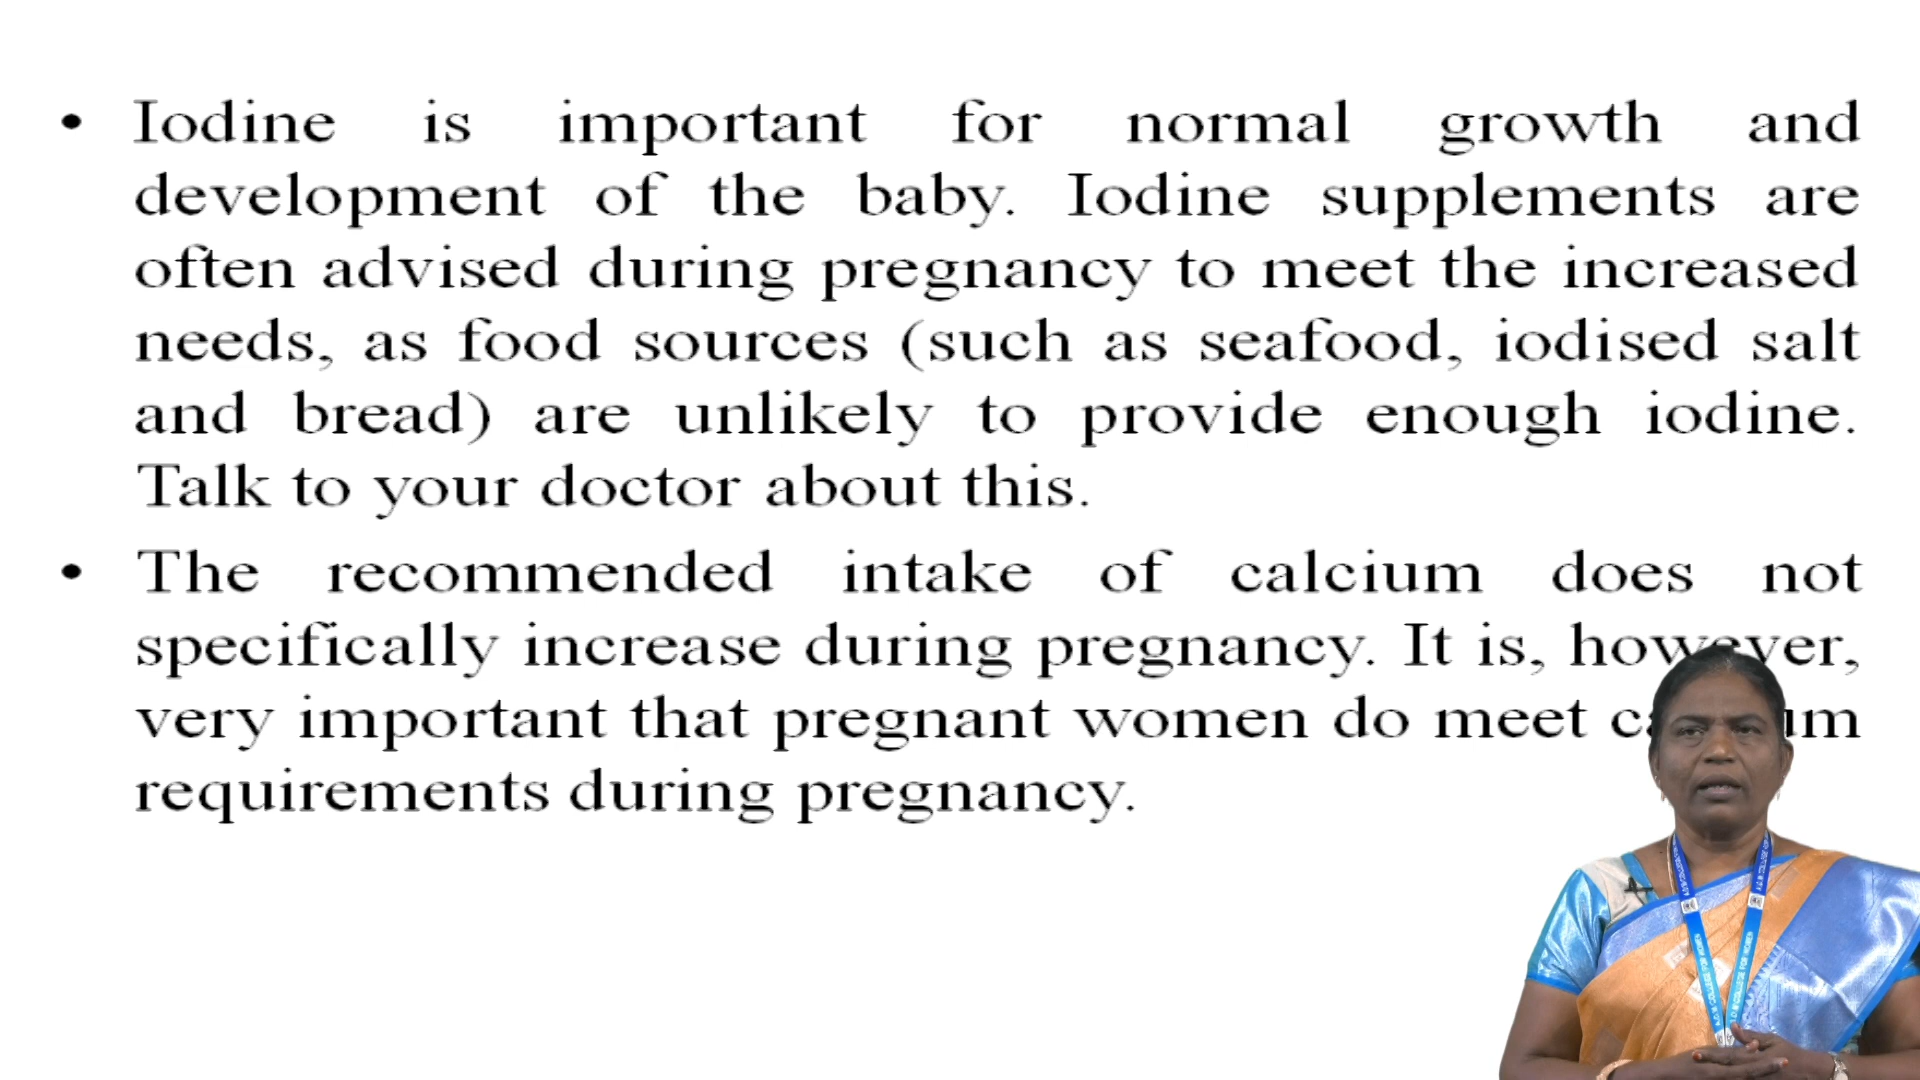 • Iodine is important for normal growth and
development of the baby. Iodine supplements are
often advised during pregnancy to meet the increased
needs, as food sources (such as seafood, iodised salt
and bread) are unlikely to provide enough iodine.
Talk to your doctor about this.
• The recommended intake of calcium does not
specifically increase during pregnancy. It is, however,
very important that pregnant women do meet
requirements during pregnancy.